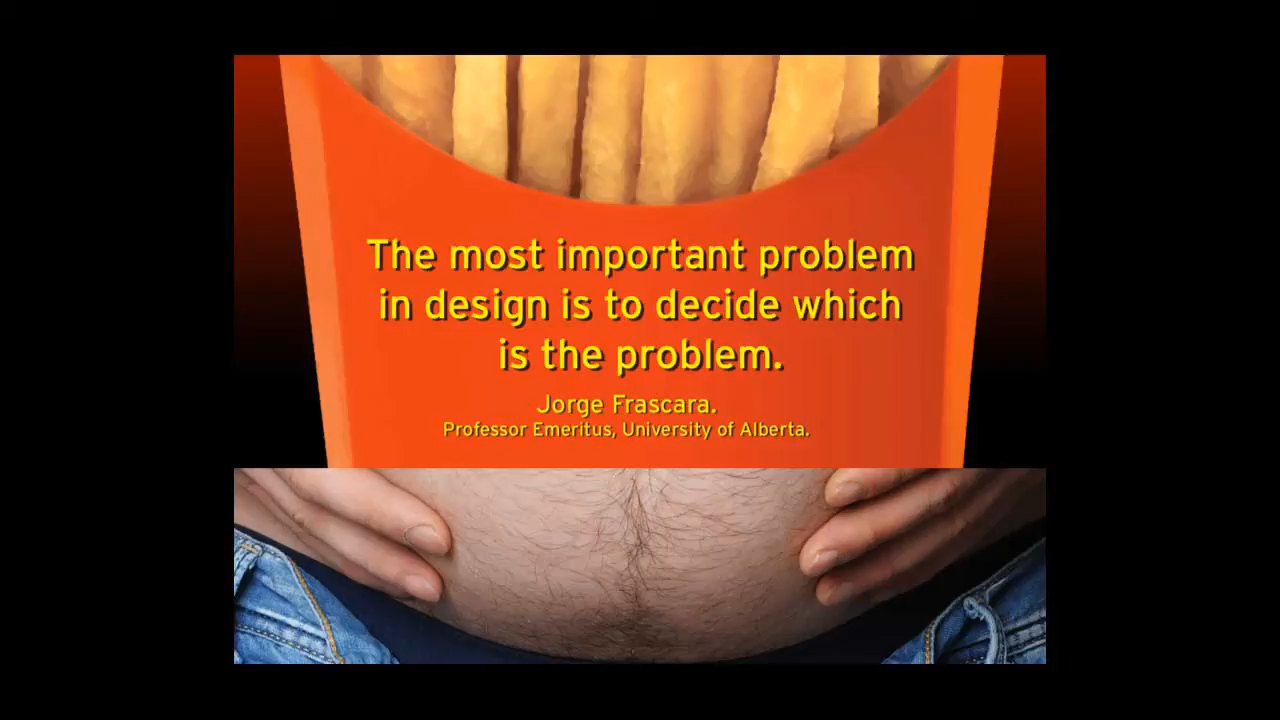 The most important problem
in design is to decide which
is the problem.
Jorge Frascara.
Professor Emeritus, University of Alberta.